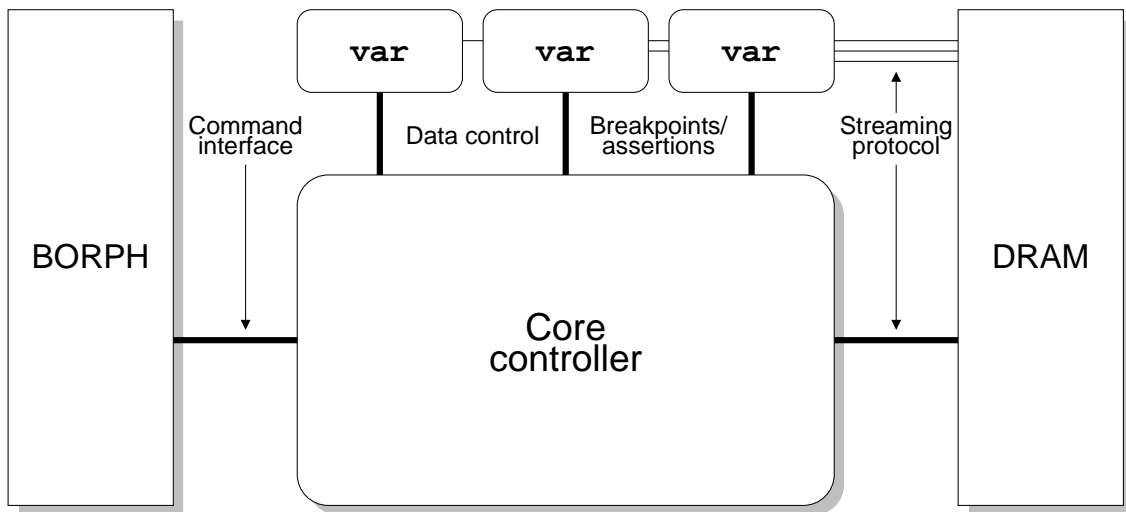 var
var
var
Command
interface
Data control
Breakpoints/
assertions
Streaming
protocol
BORPH
Core
controller
DRAM